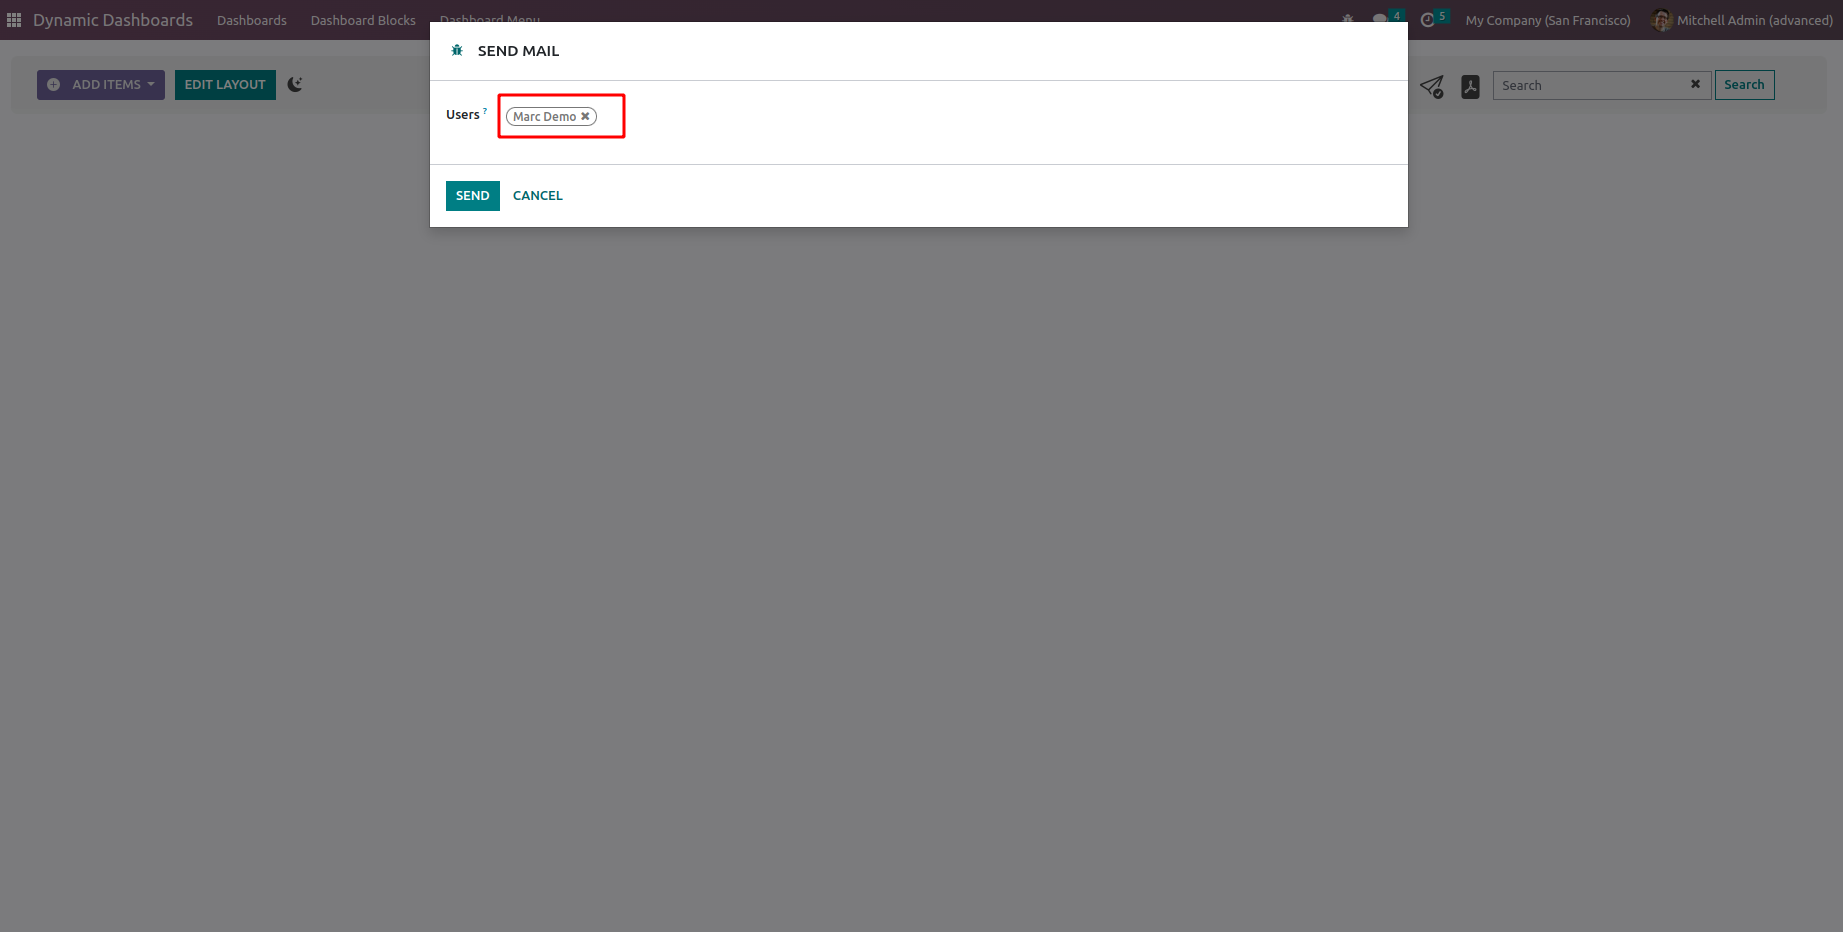 Dynamic Dashboards Dashboards Dashboard Blocks Dashboard Menu 4 5 My Company (San Francisco) Mitchell Admin (advanced)
SEND MAIL
ADD ITEMS EDIT LAYOUT Search Search
Users ? Marc Demo
SEND CANCEL